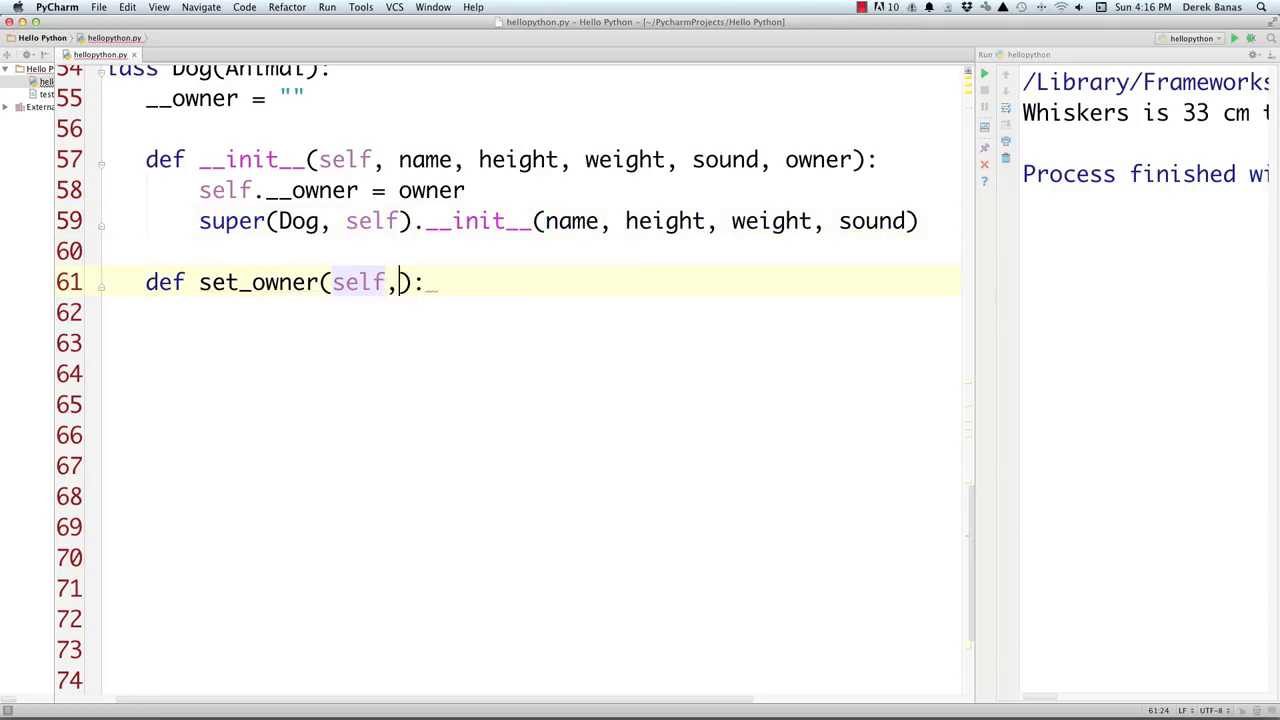 PyCharm File Edit View Navigate Code Refactor Run Tools VCS Window Help
10 Sun 4:16 PM Derek Banas
hellopython.py - Hello Python - [~/PycharmProjects/Hello Python]
Hello Python hellopython.py hellopython
hellopython.py Run hellopython
Hello P
hell
test
Externa
54 lass Dog(Animal):
55 __owner = ""
56
57 def __init__(self, name, height, weight, sound, owner):
58 self.__owner = owner
59 super(Dog, self).__init__(name, height, weight, sound)
60
61 def set_owner(self,):
62
63
64
65
66
67
68
69
70
71
72
73
74
/Library/Frameworks
Whiskers is 33 cm t
Process finished wi
61:24 LF UTF-8